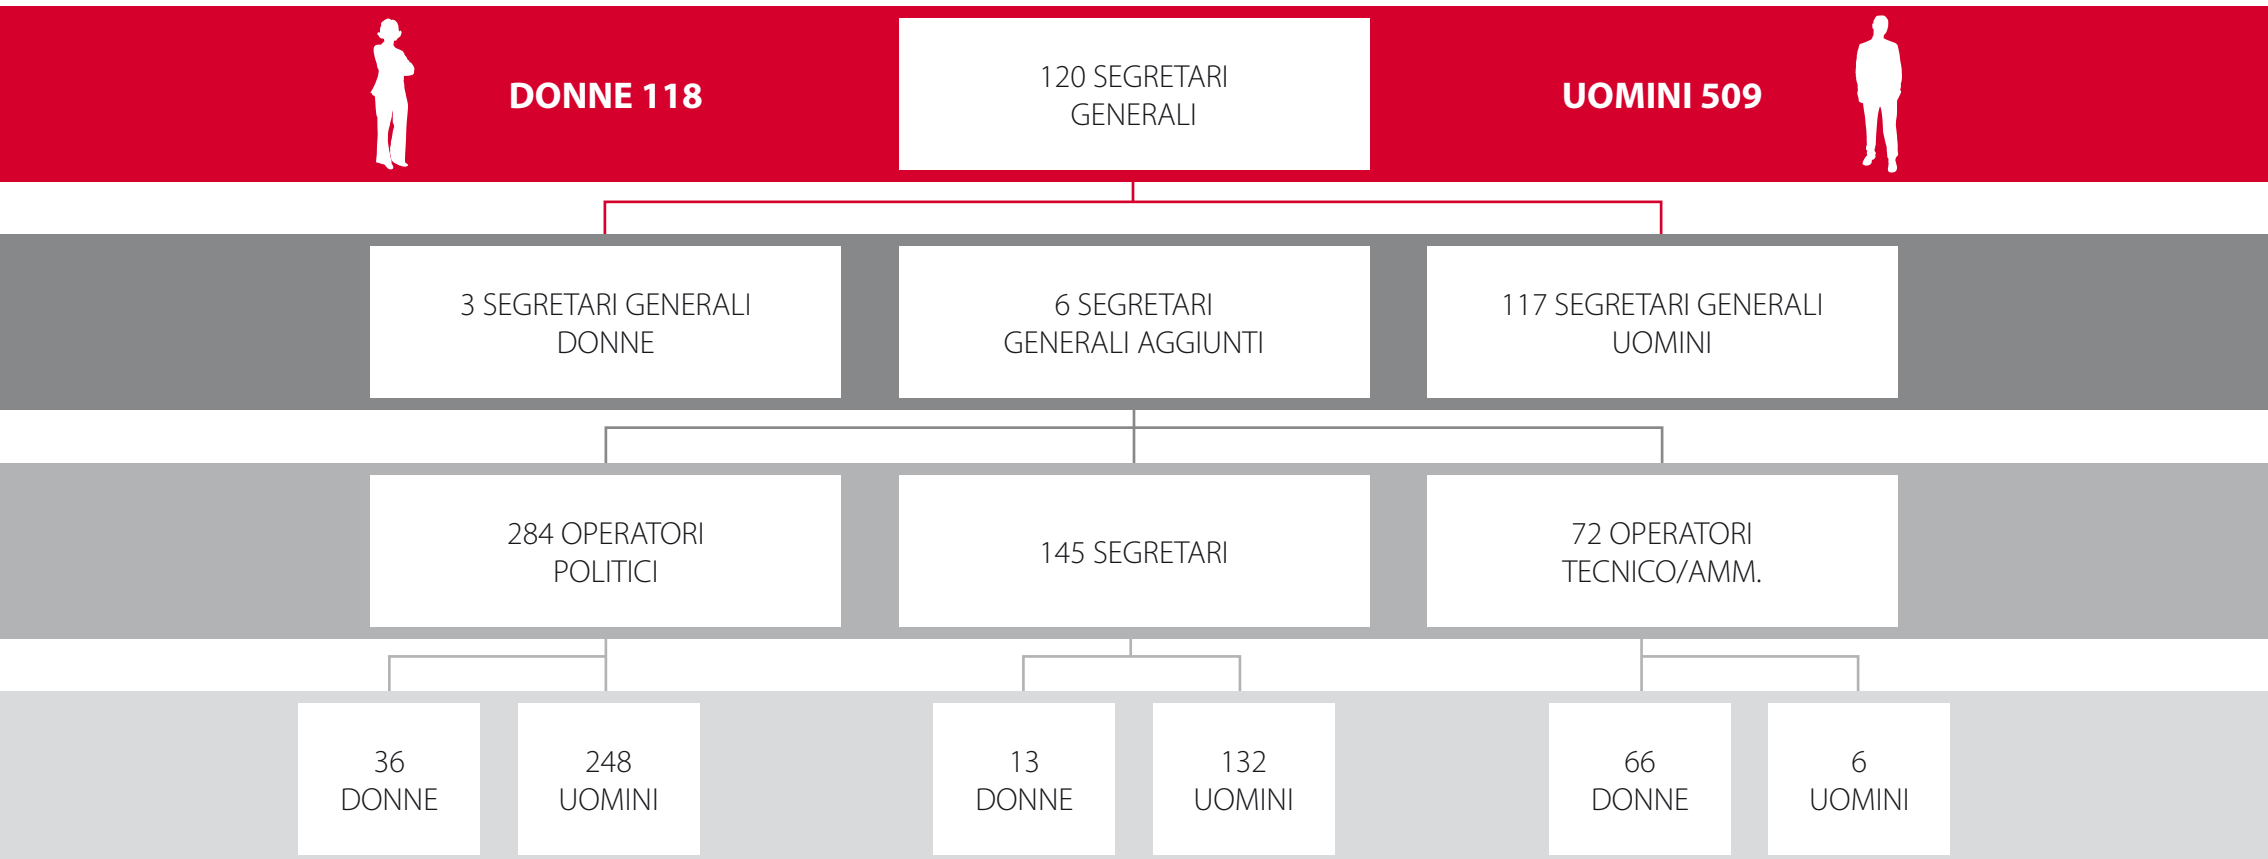 DONNE 118
120 SEGRETARI
GENERALI
UOMINI 509
3 SEGRETARI GENERALI
DONNE
6 SEGRETARI
GENERALI AGGIUNTI
117 SEGRETARI GENERALI
UOMINI
284 OPERATORI
POLITICI
145 SEGRETARI
72 OPERATORI
TECNICO/AMM.
36
DONNE
248
UOMINI
13
DONNE
132
UOMINI
66
DONNE
6
UOMINI